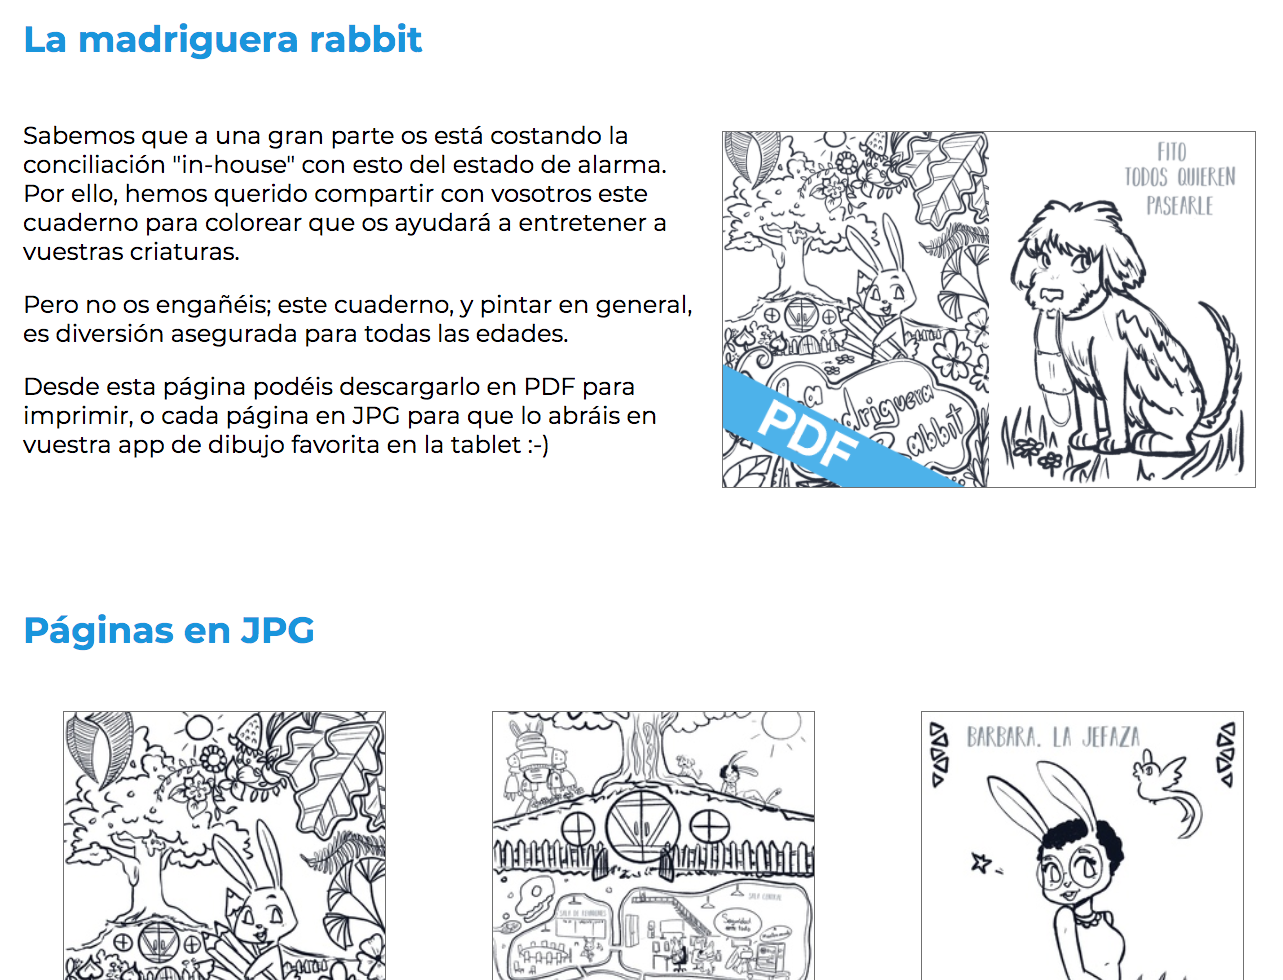 La madriguera rabbit
Sabemos que a una gran parte os está costando la
conciliación "in-house" con esto del estado de alarma.
Por ello, hemos querido compartir con vosotros este
cuaderno para colorear que os ayudará a entretener a
vuestras criaturas.
Pero no os engañéis; este cuaderno, y pintar en general,
es diversión asegurada para todas las edades.
Desde esta página podéis descargarlo en PDF para
imprimir, o cada página en JPG para que lo abráis en
vuestra app de dibujo favorita en la tablet :-)
PDF
FITO
TODOS QUIEREN
PASEARLE
Páginas en JPG
SALA DE REUNIONES
SALA CENTRAL
Seguridad
ante todo
BARBARA. LA JEFAZA